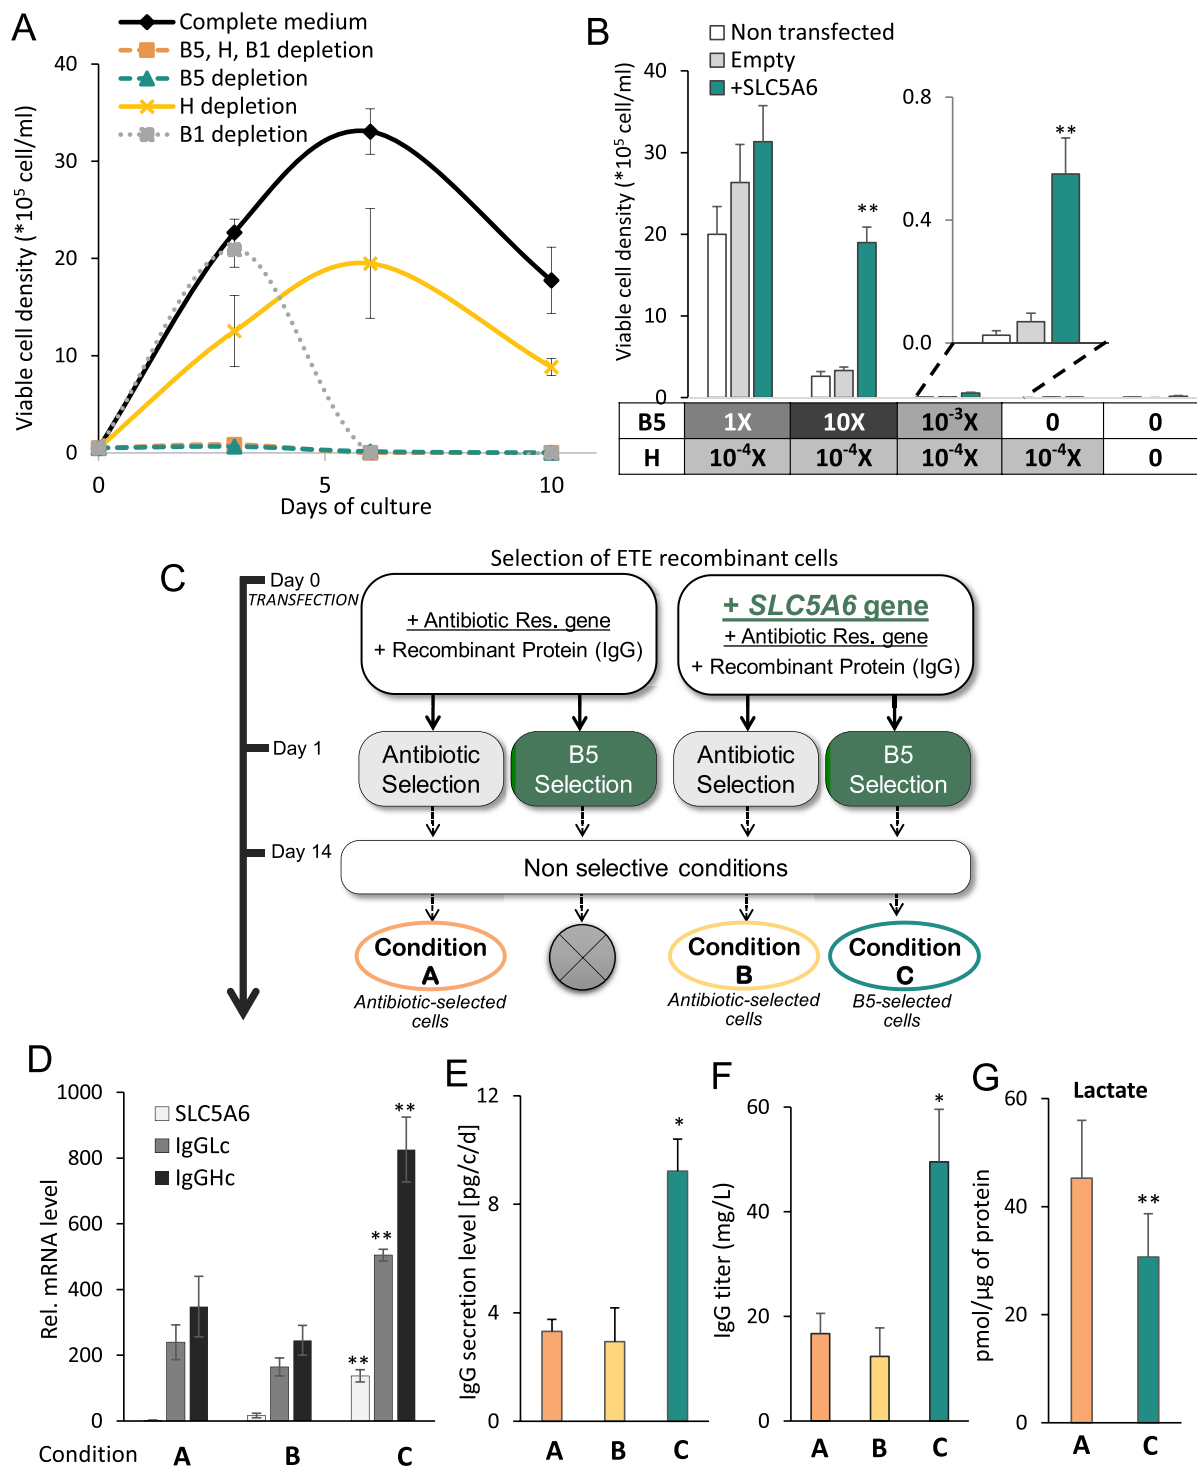 A
Complete medium
B5, H, B1 depletion
B5 depletion
H depletion
B1 depletion
Viable cell density (*10⁵ cell/ml)
40
30
20
10
0
0 5 10
Days of culture
B
Non transfected
Empty
+SLC5A6
Viable cell density (*10⁵ cell/ml)
40
30
20
10
0
**
0.8
0.4
0.0
**
B5 1X 10X 10⁻³X 0 0
H 10⁻⁴X 10⁻⁴X 10⁻⁴X 10⁻⁴X 0
C
Selection of ETE recombinant cells
Day 0
TRANSFECTION
+ Antibiotic Res. gene
+ Recombinant Protein (IgG)
+ SLC5A6 gene
+ Antibiotic Res. gene
+ Recombinant Protein (IgG)
Day 1
Antibiotic
Selection
B5
Selection
Antibiotic
Selection
B5
Selection
Day 14
Non selective conditions
Condition
A
Antibiotic-selected
cells
Condition
B
Antibiotic-selected
cells
Condition
C
B5-selected
cells
D
Rel. mRNA level
1000
800
600
400
200
0
SLC5A6
IgGLc
IgGHc
**
**
**
Condition A B C
E
IgG secretion level [pg/c/d]
12
9
6
3
0
*
A B C
F
IgG titer (mg/L)
60
40
20
0
*
A B C
G
Lactate
pmol/µg of protein
60
40
20
0
**
A C